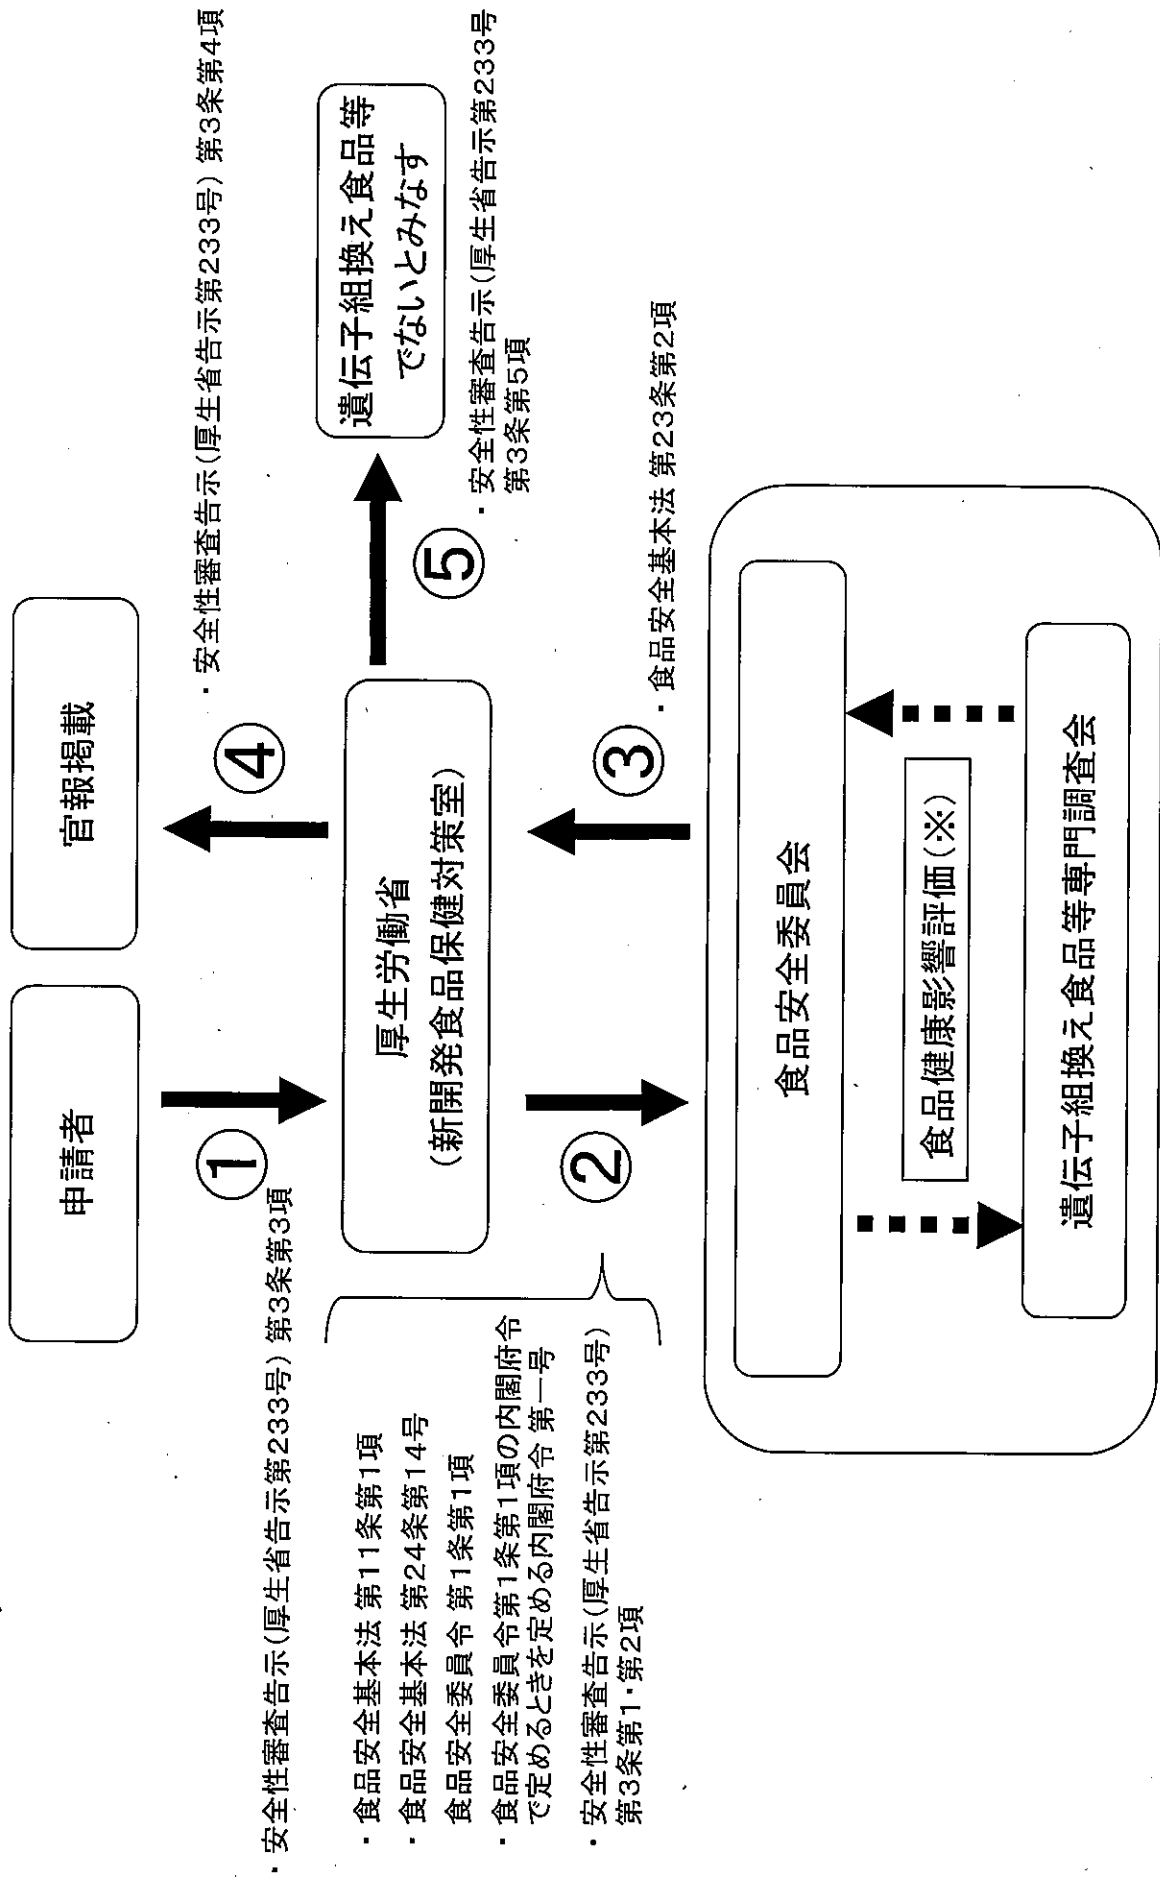 申請者
官報掲載
①
・安全性審査告示(厚生省告示第233号) 第3条第3項
④
・安全性審査告示(厚生省告示第233号) 第3条第4項
厚生労働省
(新開発食品保健対策室)
⑤
遺伝子組換え食品等
でないとみなす
・安全性審査告示(厚生省告示第233号
第3条第5項
・食品安全基本法 第11条第1項
・食品安全基本法 第24条第14号
食品安全委員令 第1条第1項
・食品安全委員令第1条第1項の内閣府令
で定めるときを定める内閣府令 第一号
・安全性審査告示(厚生省告示第233号)
第3条第1・第2項
②
③
・食品安全基本法 第23条第2項
食品安全委員会
食品健康影響評価(※)
遺伝子組換え食品等専門調査会